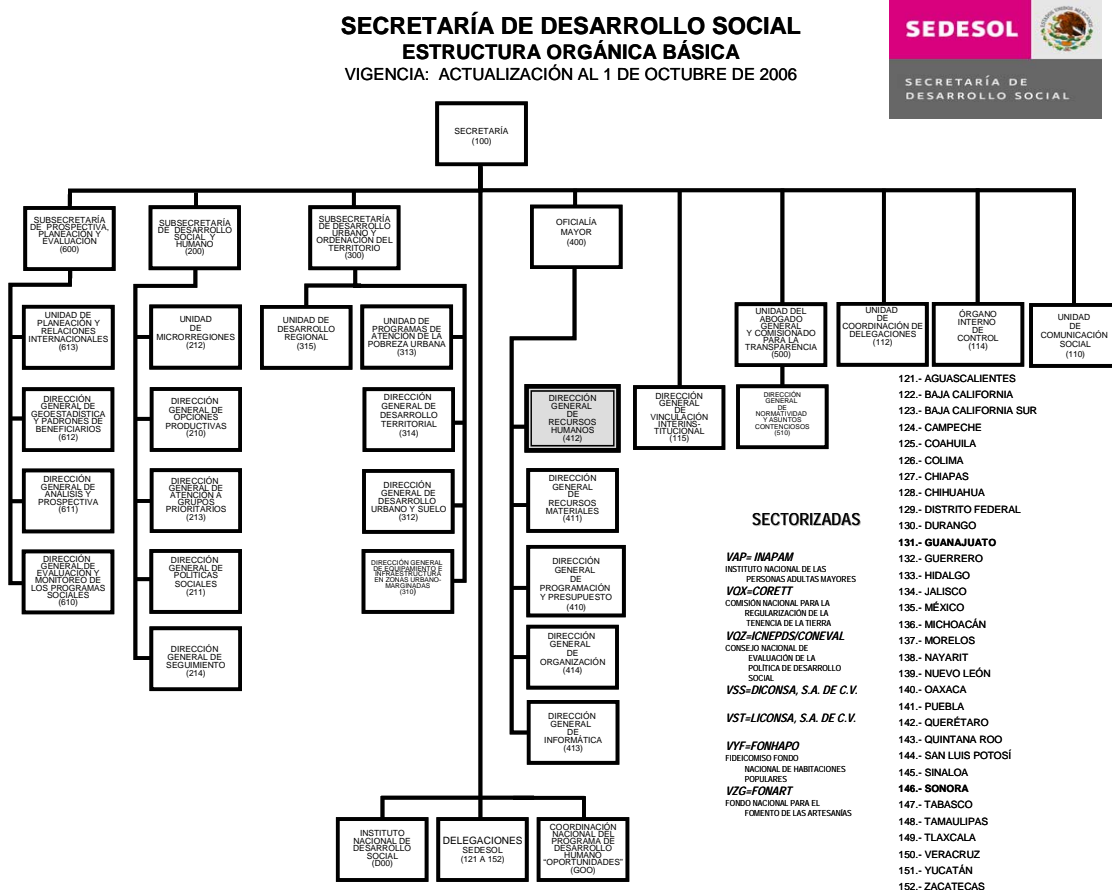 SECRETARÍA DE DESARROLLO SOCIAL
ESTRUCTURA ORGÁNICA BÁSICA
VIGENCIA: ACTUALIZACIÓN AL 1 DE OCTUBRE DE 2006
SEDESOL
ESTADOS UNIDOS MEXICANOS
SECRETARÍA DE
DESARROLLO SOCIAL
SECRETARÍA
(100)
SUBSECRETARÍA
DE PROSPECTIVA,
PLANEACIÓN Y
EVALUACIÓN
(600)
SUBSECRETARÍA
DE DESARROLLO
SOCIAL Y
HUMANO
(200)
SUBSECRETARÍA
DE DESARROLLO
URBANO Y
ORDENACIÓN DEL
TERRITORIO
(300)
OFICIALÍA
MAYOR
(400)
UNIDAD DE
PLANEACIÓN Y
RELACIONES
INTERNACIONALES
(613)
UNIDAD
DE
MICRORREGIONES
(212)
UNIDAD DE
DESARROLLO
REGIONAL
(315)
UNIDAD DE
PROGRAMAS DE
ATENCIÓN DE LA
POBREZA URBANA
(313)
UNIDAD DEL
ABOGADO
GENERAL
Y COMISIONADO
PARA LA
TRANSPARENCIA
(500)
UNIDAD
DE
COORDINACIÓN DE
DELEGACIONES
(112)
ÓRGANO
INTERNO
DE
CONTROL
(114)
UNIDAD
DE
COMUNICACIÓN
SOCIAL
(110)
DIRECCIÓN
GENERAL DE
GEOESTADÍSTICA
Y PADRONES DE
BENEFICIARIOS
(612)
DIRECCIÓN
GENERAL DE
OPCIONES
PRODUCTIVAS
(210)
DIRECCIÓN
GENERAL DE
DESARROLLO
TERRITORIAL
(314)
DIRECCIÓN
GENERAL
DE
RECURSOS
HUMANOS
(412)
DIRECCIÓN
GENERAL
DE
VINCULACIÓN
INTERINS-
TITUCIONAL
(115)
DIRECCIÓN
GENERAL
DE
NORMATIVIDAD
Y ASUNTOS
CONTENCIOSOS
(510)
DIRECCIÓN
GENERAL DE
ANÁLISIS Y
PROSPECTIVA
(611)
DIRECCIÓN
GENERAL DE
ATENCIÓN A
GRUPOS
PRIORITARIOS
(213)
DIRECCIÓN
GENERAL DE
DESARROLLO
URBANO Y SUELO
(312)
DIRECCIÓN
GENERAL
DE
RECURSOS
MATERIALES
(411)
DIRECCIÓN
GENERAL DE
EVALUACIÓN Y
MONITOREO DE
LOS PROGRAMAS
SOCIALES
(610)
DIRECCIÓN
GENERAL DE
POLÍTICAS
SOCIALES
(211)
DIRECCIÓN GENERAL
DE EQUIPAMIENTO E
INFRAESTRUCTURA
EN ZONAS URBANO-
MARGINADAS
(310)
DIRECCIÓN
GENERAL
DE
PROGRAMACIÓN
Y PRESUPUESTO
(410)
DIRECCIÓN
GENERAL DE
SEGUIMIENTO
(214)
DIRECCIÓN
GENERAL
DE
ORGANIZACIÓN
(414)
DIRECCIÓN
GENERAL
DE
INFORMÁTICA
(413)
INSTITUTO
NACIONAL DE
DESARROLLO
SOCIAL
(D00)
DELEGACIONES
SEDESOL
(121 A 152)
COORDINACIÓN
NACIONAL DEL
PROGRAMA DE
DESARROLLO
HUMANO
"OPORTUNIDADES"
(GOO)
SECTORIZADAS
VAP= INAPAM
INSTITUTO NACIONAL DE LAS
PERSONAS ADULTAS MAYORES
VQX=CORETT
COMISIÓN NACIONAL PARA LA
REGULARIZACIÓN DE LA
TENENCIA DE LA TIERRA
VQZ=ICNEPDS/CONEVAL
CONSEJO NACIONAL DE
EVALUACIÓN DE LA
POLÍTICA DE DESARROLLO
SOCIAL
VSS=DICONSA, S.A. DE C.V.
VST=LICONSA, S.A. DE C.V.
VYF=FONHAPO
FIDEICOMISO FONDO
NACIONAL DE HABITACIONES
POPULARES
VZG=FONART
FONDO NACIONAL PARA EL
FOMENTO DE LAS ARTESANÍAS
121.- AGUASCALIENTES
122.- BAJA CALIFORNIA
123.- BAJA CALIFORNIA SUR
124.- CAMPECHE
125.- COAHUILA
126.- COLIMA
127.- CHIAPAS
128.- CHIHUAHUA
129.- DISTRITO FEDERAL
130.- DURANGO
131.- GUANAJUATO
132.- GUERRERO
133.- HIDALGO
134.- JALISCO
135.- MÉXICO
136.- MICHOACÁN
137.- MORELOS
138.- NAYARIT
139.- NUEVO LEÓN
140.- OAXACA
141.- PUEBLA
142.- QUERÉTARO
143.- QUINTANA ROO
144.- SAN LUIS POTOSÍ
145.- SINALOA
146.- SONORA
147.- TABASCO
148.- TAMAULIPAS
149.- TLAXCALA
150.- VERACRUZ
151.- YUCATÁN
152.- ZACATECAS